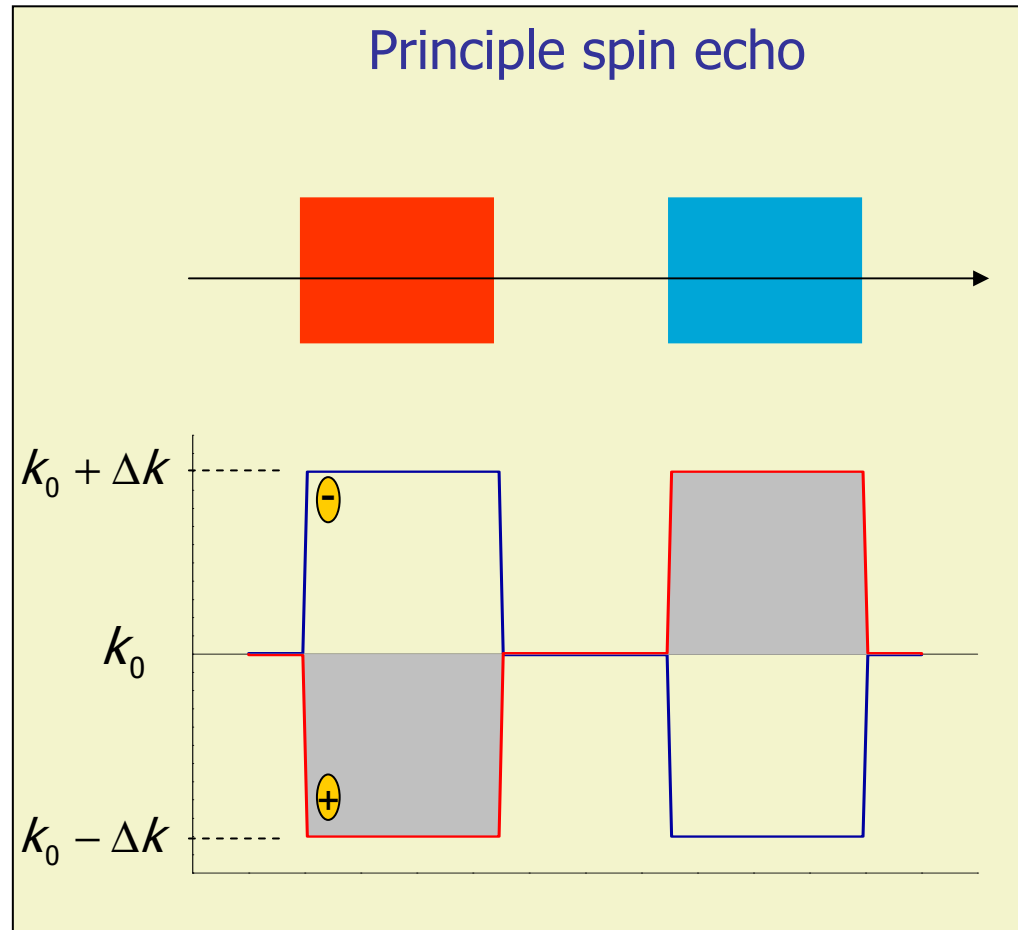 Principle spin echo
k₀ + Δk
-
k₀
+
k₀ − Δk